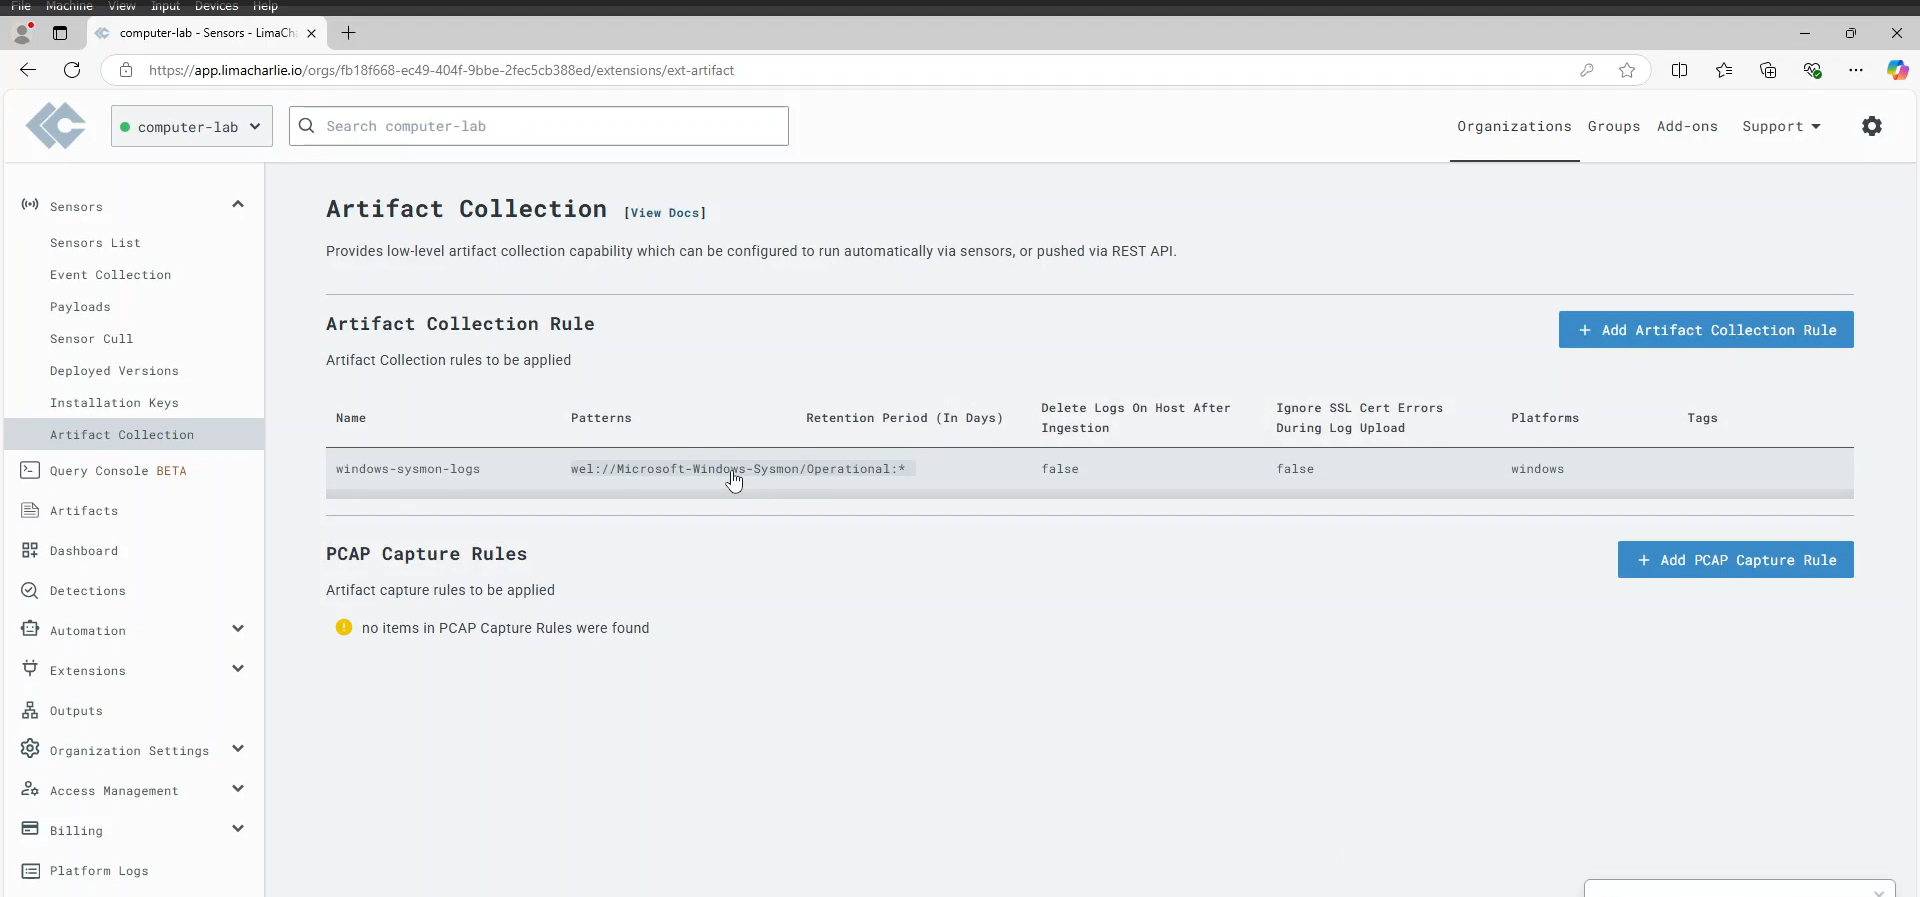 File Machine View Input Devices Help
computer-lab - Sensors - LimaCh
https://app.limacharlie.io/orgs/fb18f668-ec49-404f-9bbe-2fec5cb388ed/extensions/ext-artifact
computer-lab
Search computer-lab
Organizations Groups Add-ons Support
Sensors
Sensors List
Event Collection
Payloads
Sensor Cull
Deployed Versions
Installation Keys
Artifact Collection
Query Console BETA
Artifacts
Dashboard
Detections
Automation
Extensions
Outputs
Organization Settings
Access Management
Billing
Platform Logs
Artifact Collection [View Docs]
Provides low-level artifact collection capability which can be configured to run automatically via sensors, or pushed via REST API.
Artifact Collection Rule
+ Add Artifact Collection Rule
Artifact Collection rules to be applied
Name Patterns Retention Period (In Days) Delete Logs On Host After Ingestion Ignore SSL Cert Errors During Log Upload Platforms Tags
windows-sysmon-logs wel://Microsoft-Windows-Sysmon/Operational:* false false windows
PCAP Capture Rules
+ Add PCAP Capture Rule
Artifact capture rules to be applied
no items in PCAP Capture Rules were found